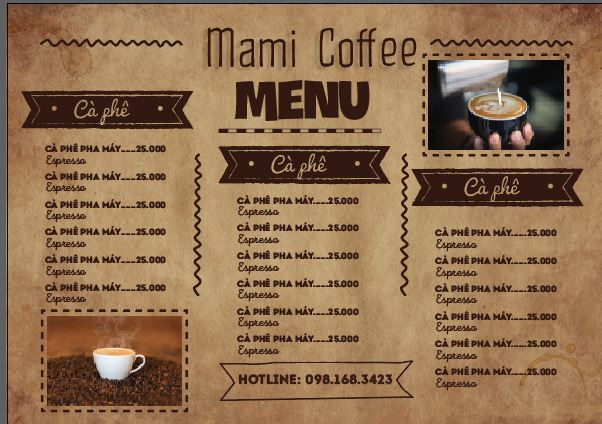 Mami Coffee
MENU
Cà phê
CÀ PHÊ PHA MÁY......25.000
Espresso
CÀ PHÊ PHA MÁY......25.000
Espresso
CÀ PHÊ PHA MÁY......25.000
Espresso
CÀ PHÊ PHA MÁY......25.000
Espresso
CÀ PHÊ PHA MÁY......25.000
Espresso
CÀ PHÊ PHA MÁY......25.000
Espresso
Cà phê
CÀ PHÊ PHA MÁY......25.000
Espresso
CÀ PHÊ PHA MÁY......25.000
Espresso
CÀ PHÊ PHA MÁY......25.000
Espresso
CÀ PHÊ PHA MÁY......25.000
Espresso
CÀ PHÊ PHA MÁY......25.000
Espresso
CÀ PHÊ PHA MÁY......25.000
Espresso
HOTLINE: 098.168.3423
Cà phê
CÀ PHÊ PHA MÁY......25.000
Espresso
CÀ PHÊ PHA MÁY......25.000
Espresso
CÀ PHÊ PHA MÁY......25.000
Espresso
CÀ PHÊ PHA MÁY......25.000
Espresso
CÀ PHÊ PHA MÁY......25.000
Espresso
CÀ PHÊ PHA MÁY......25.000
Espresso